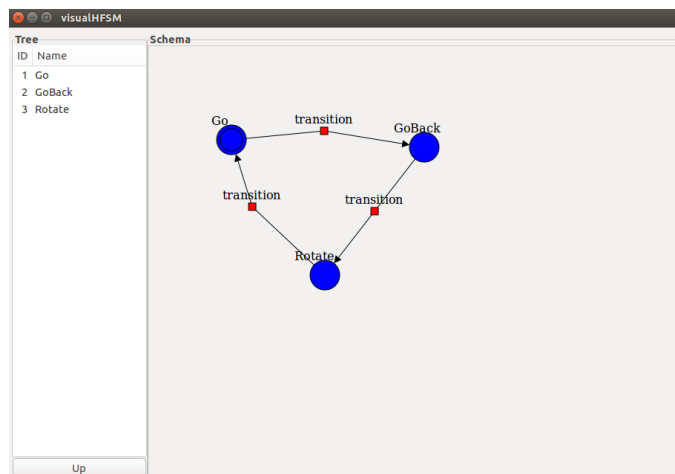 visualHFSM
Tree
Schema
ID Name
1 Go
2 GoBack
3 Rotate
Go
transition
GoBack
transition
transition
Rotate
Up